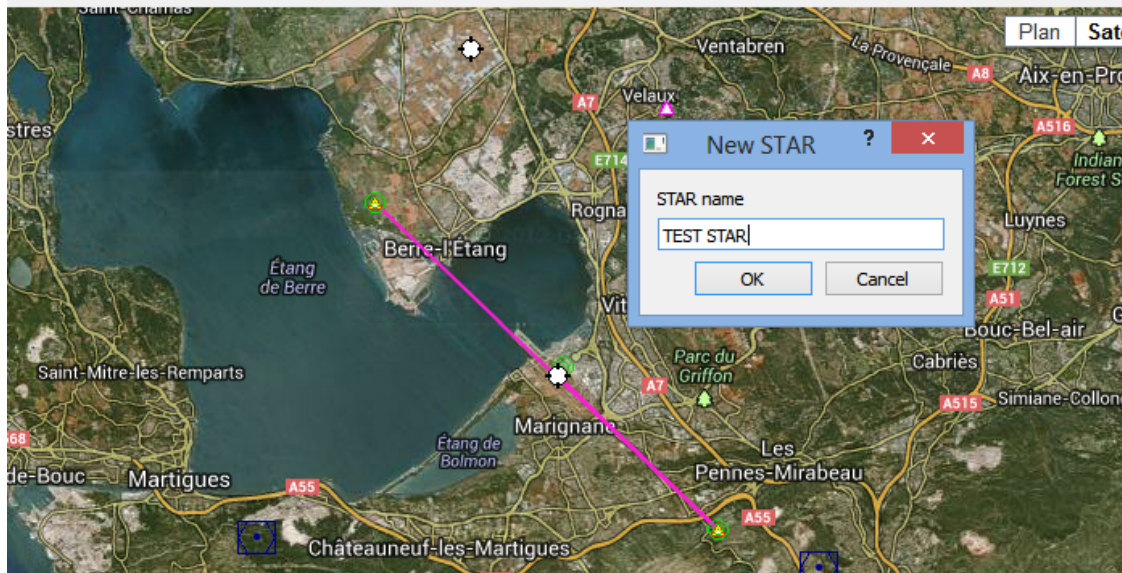 Saint-Chamas
Plan
Ventabren
La Provençale
A8
Aix-en-Pro
A7
Velaux
A516
New STAR
?
E714
Indian
Forest S
STAR name
Rogna
Luynes
TEST STAR
Berre-l'Étang
Étang
de Berre
E712
OK
Cancel
A51
Vit
Bouc-Bel-air
Parc du
Griffon
Cabriès
Saint-Mitre-les-Remparts
A7
A515
Simiane-Collon
Marignane
Étang de
Bolmon
Les
Pennes-Mirabeau
de-Bouc
Martigues
A55
A55
Châteauneuf-les-Martigues